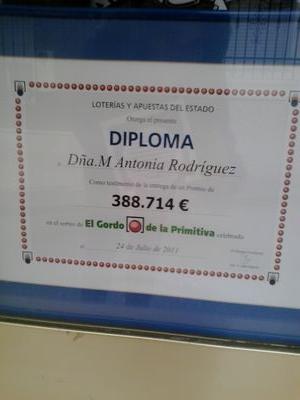 LOTERÍAS Y APUESTAS DEL ESTADO
Otorga el presente
DIPLOMA
a Dña.M Antonia Rodríguez
Como testimonio de la entrega de un Premio de
388.714 €
en el sorteo de El Gordo de la Primitiva celebrado
el 24 de Julio de 2011